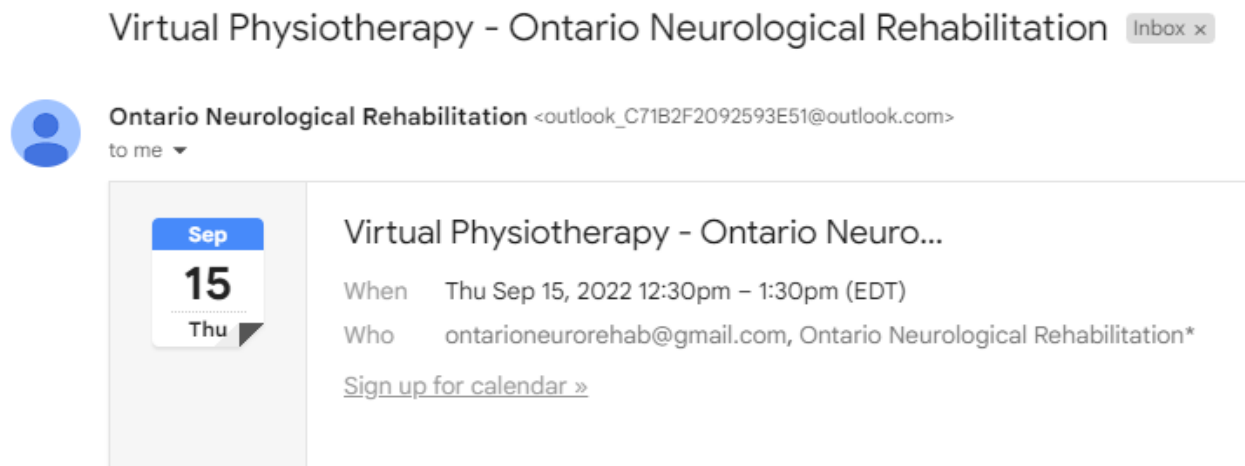 Virtual Physiotherapy - Ontario Neurological Rehabilitation Inbox ×
Ontario Neurological Rehabilitation <outlook_C71B2F2092593E51@outlook.com>
to me
Sep
15
Thu
Virtual Physiotherapy - Ontario Neuro...
When Thu Sep 15, 2022 12:30pm – 1:30pm (EDT)
Who ontarioneurorehab@gmail.com, Ontario Neurological Rehabilitation*
Sign up for calendar »